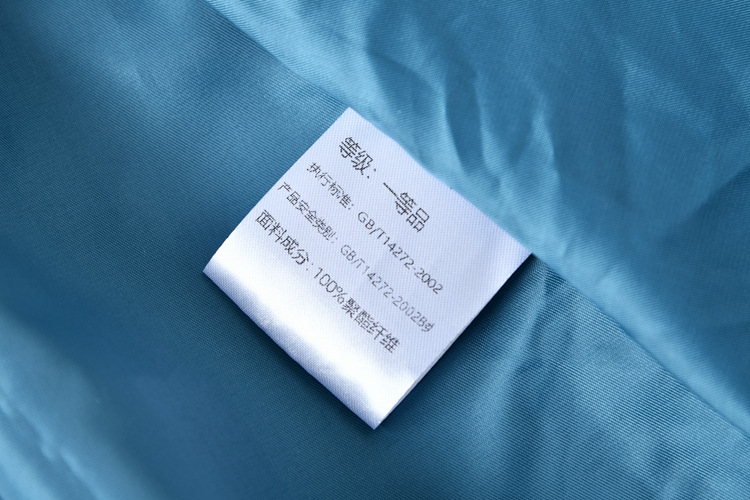 等级：一等品
执行标准：GB/T14272-2002
产品安全类别：GB/T14272-2002B类
面料成分：100%聚酯纤维